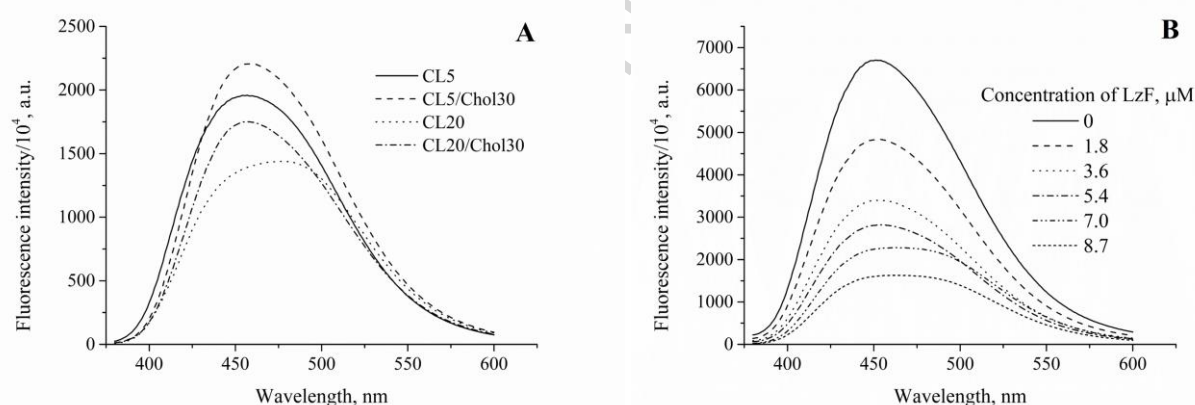 A
Fluorescence intensity/10⁴, a.u.
2500
2000
1500
1000
500
0
CL5
CL5/Chol30
CL20
CL20/Chol30
400 450 500 550 600
Wavelength, nm
B
Fluorescence intensity/10⁴, a.u.
7000
6000
5000
4000
3000
2000
1000
0
Concentration of LzF, μM
0
1.8
3.6
5.4
7.0
8.7
400 450 500 550 600
Wavelength, nm